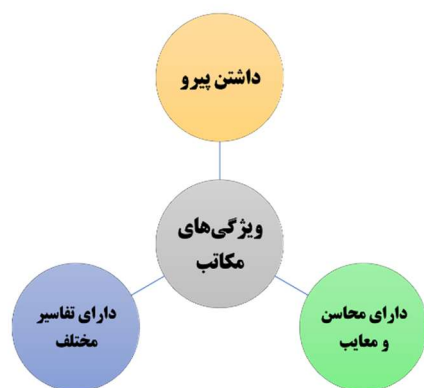 داشتن پیرو
ویژگی‌های
مکاتب
دارای محاسن
و معایب
دارای تفاسیر
مختلف